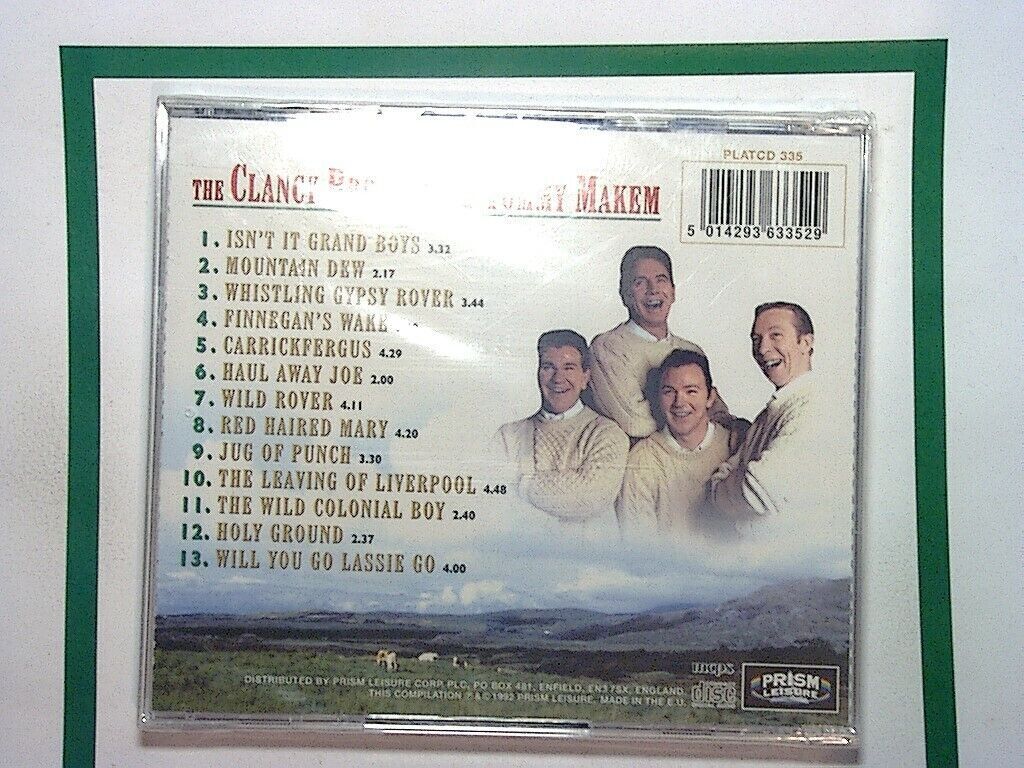 PLATCD 335
THE CLANCY MAKEM
5 014293 633529
1. ISN'T IT GRAND BOYS 3.32
2. MOUNTAIN DEW 2.17
3. WHISTLING GYPSY ROVER 3.44
4. FINNEGAN'S WAKE
5. CARRICKFERGUS 4.29
6. HAUL AWAY JOE 2.00
7. WILD ROVER 4.11
8. RED HAIRED MARY 4.20
9. JUG OF PUNCH 3.30
10. THE LEAVING OF LIVERPOOL 4.48
11. THE WILD COLONIAL BOY 2.40
12. HOLY GROUND 2.37
13. WILL YOU GO LASSIE GO 4.00
DISTRIBUTED BY PRISM LEISURE CORP. PLC, PO BOX 481, ENFIELD, EN3 7SX, ENGLAND
THIS COMPILATION ℗ & © PRISM LEISURE. MADE IN THE E.U.
mcps
disc
PRISM
LEISURE